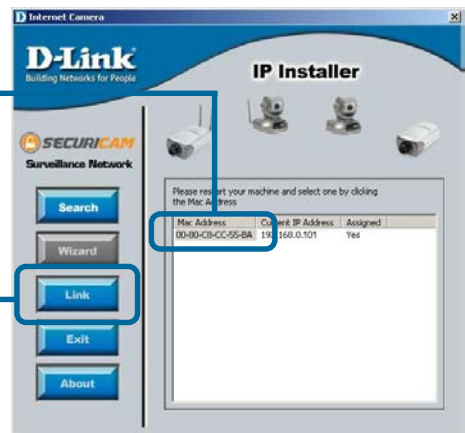 Internet Camera
D-Link
Building Networks for People
IP Installer
SECURICAM
Surveillance Network
Please restart your machine and select one by clicking
the Mac Address
Mac Address Current IP Address Assigned
00-80-C8-CC-55-BA 192.168.0.101 Yes
Search
Wizard
Link
Exit
About